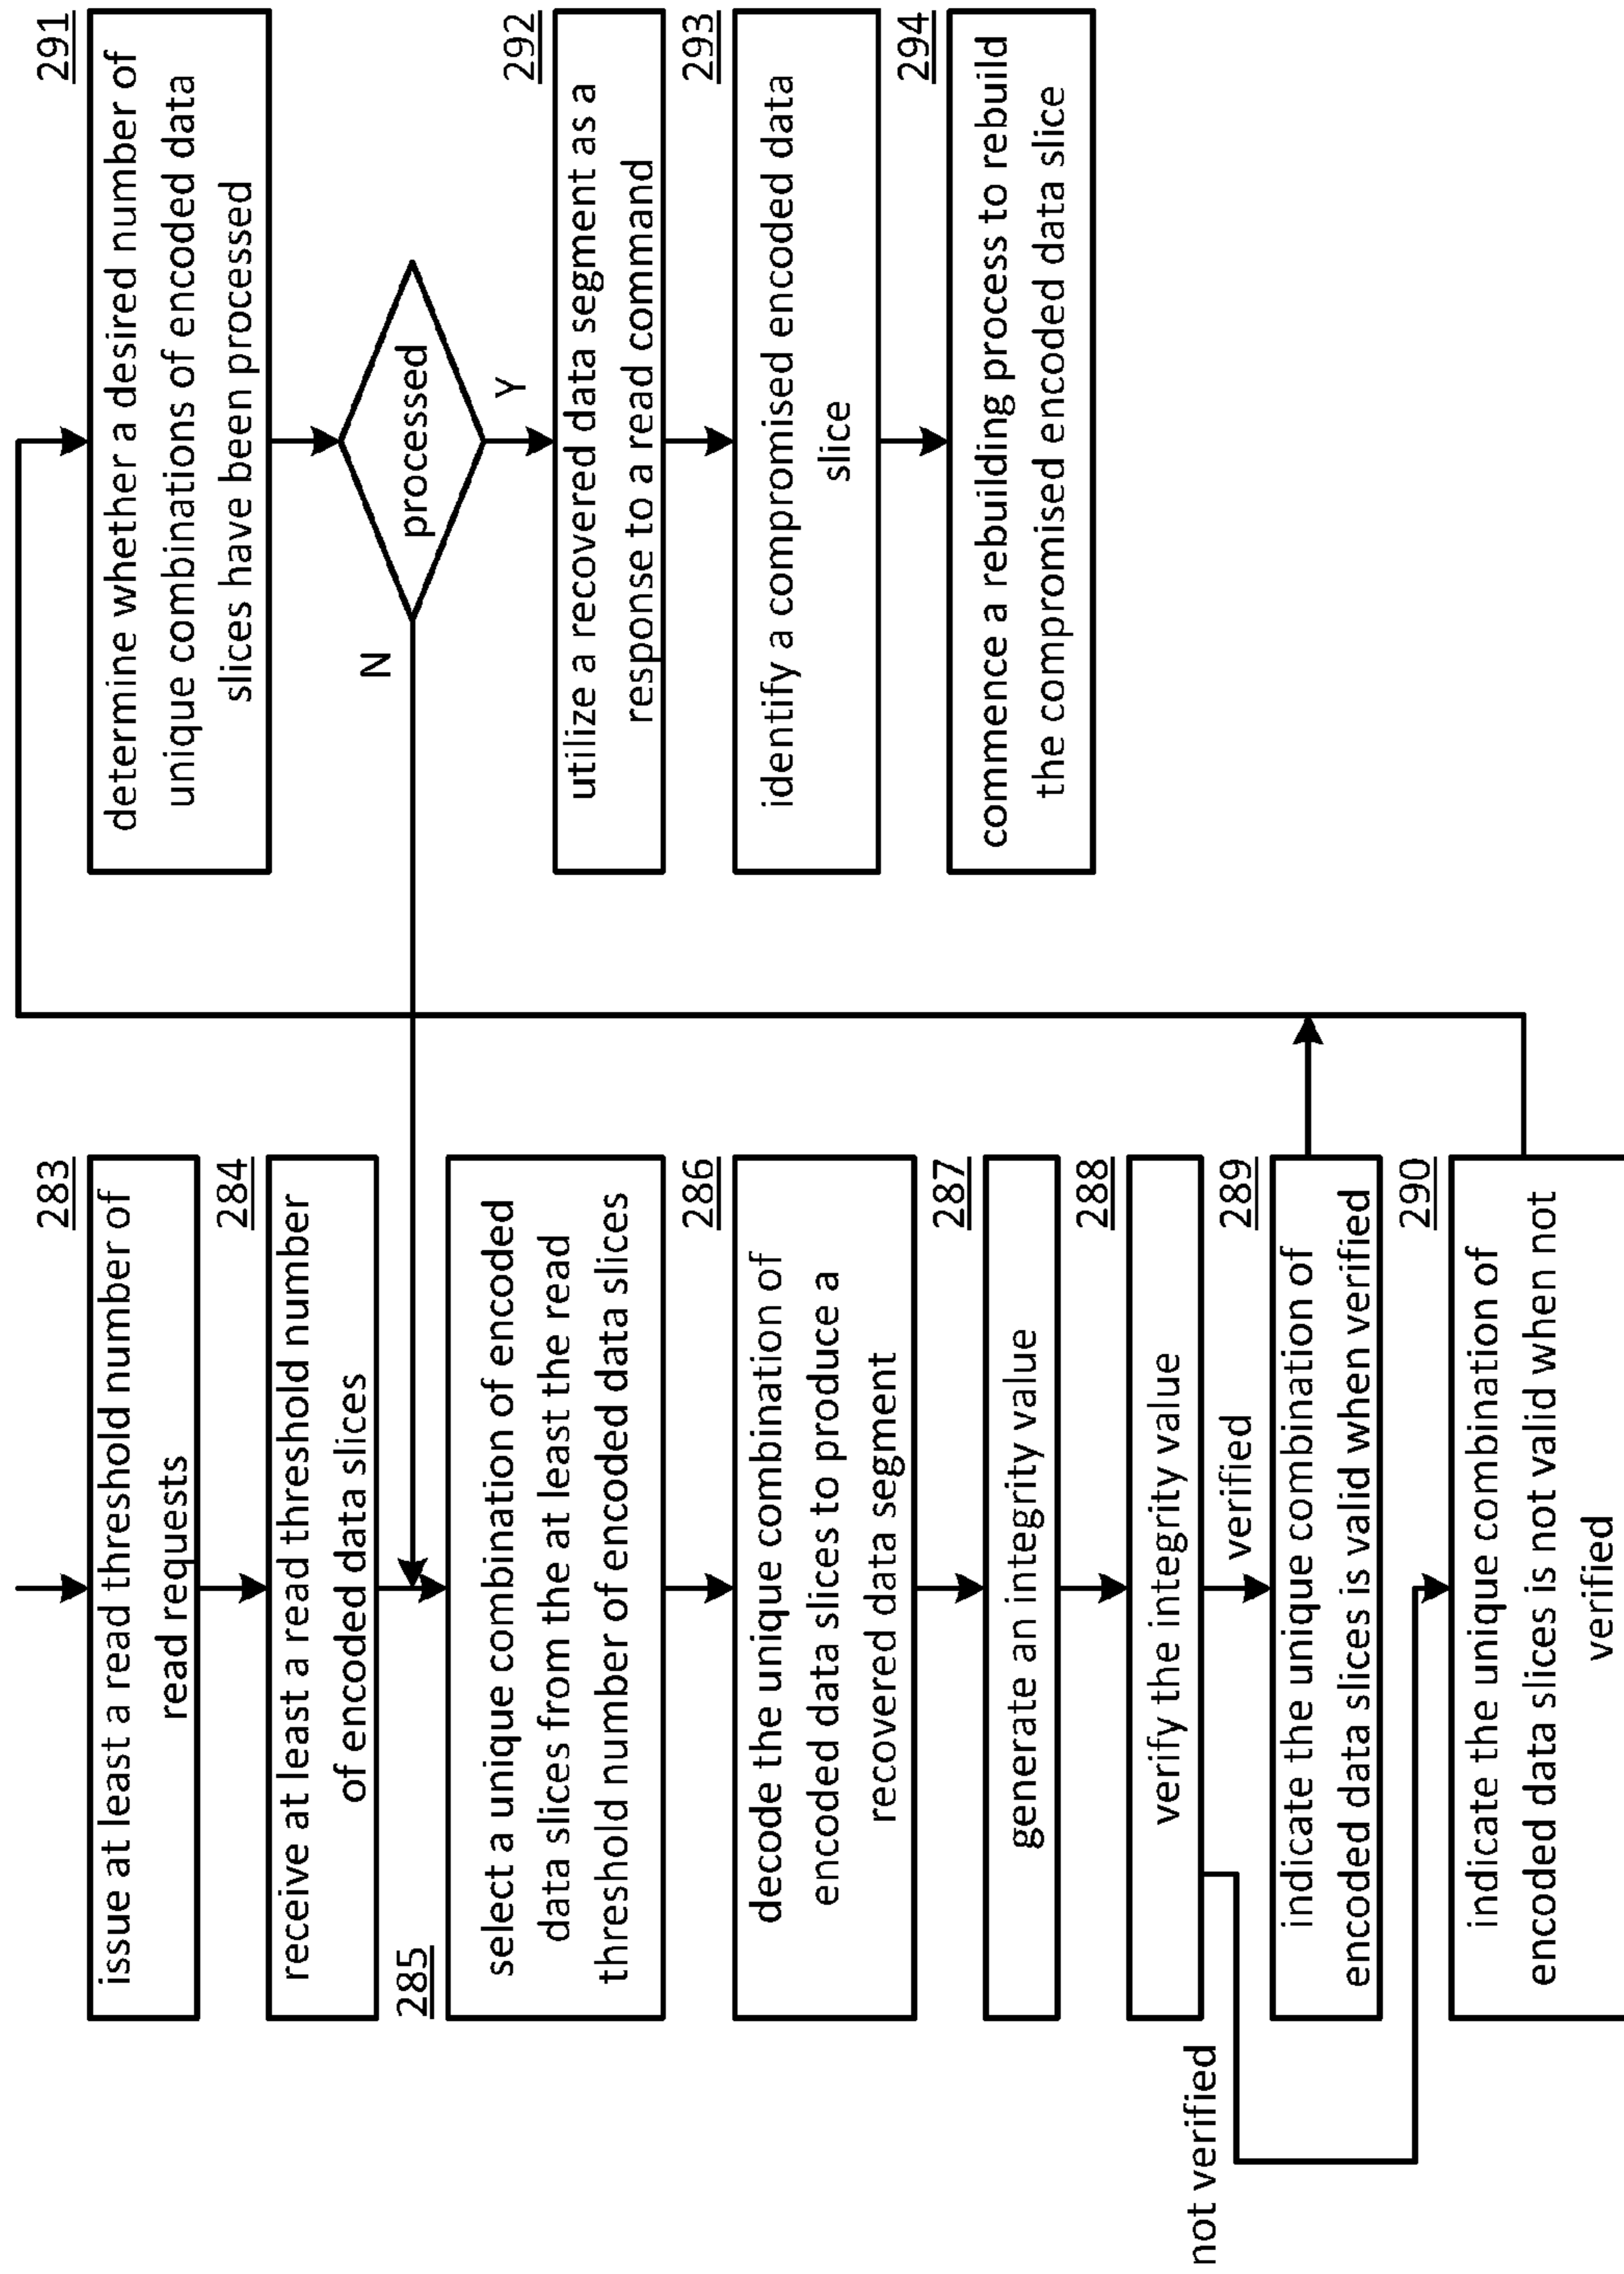 283
issue at least a read threshold number of
read requests
284
receive at least a read threshold number
of encoded data slices
285
select a unique combination of encoded
data slices from the at least the read
threshold number of encoded data slices
286
decode the unique combination of
encoded data slices to produce a
recovered data segment
287
generate an integrity value
288
verify the integrity value
not verified
verified
289
indicate the unique combination of
encoded data slices is valid when verified
290
indicate the unique combination of
encoded data slices is not valid when not
verified
291
determine whether a desired number of
unique combinations of encoded data
slices have been processed
processed
N
Y
292
utilize a recovered data segment as a
response to a read command
293
identify a compromised encoded data
slice
294
commence a rebuilding process to rebuild
the compromised encoded data slice